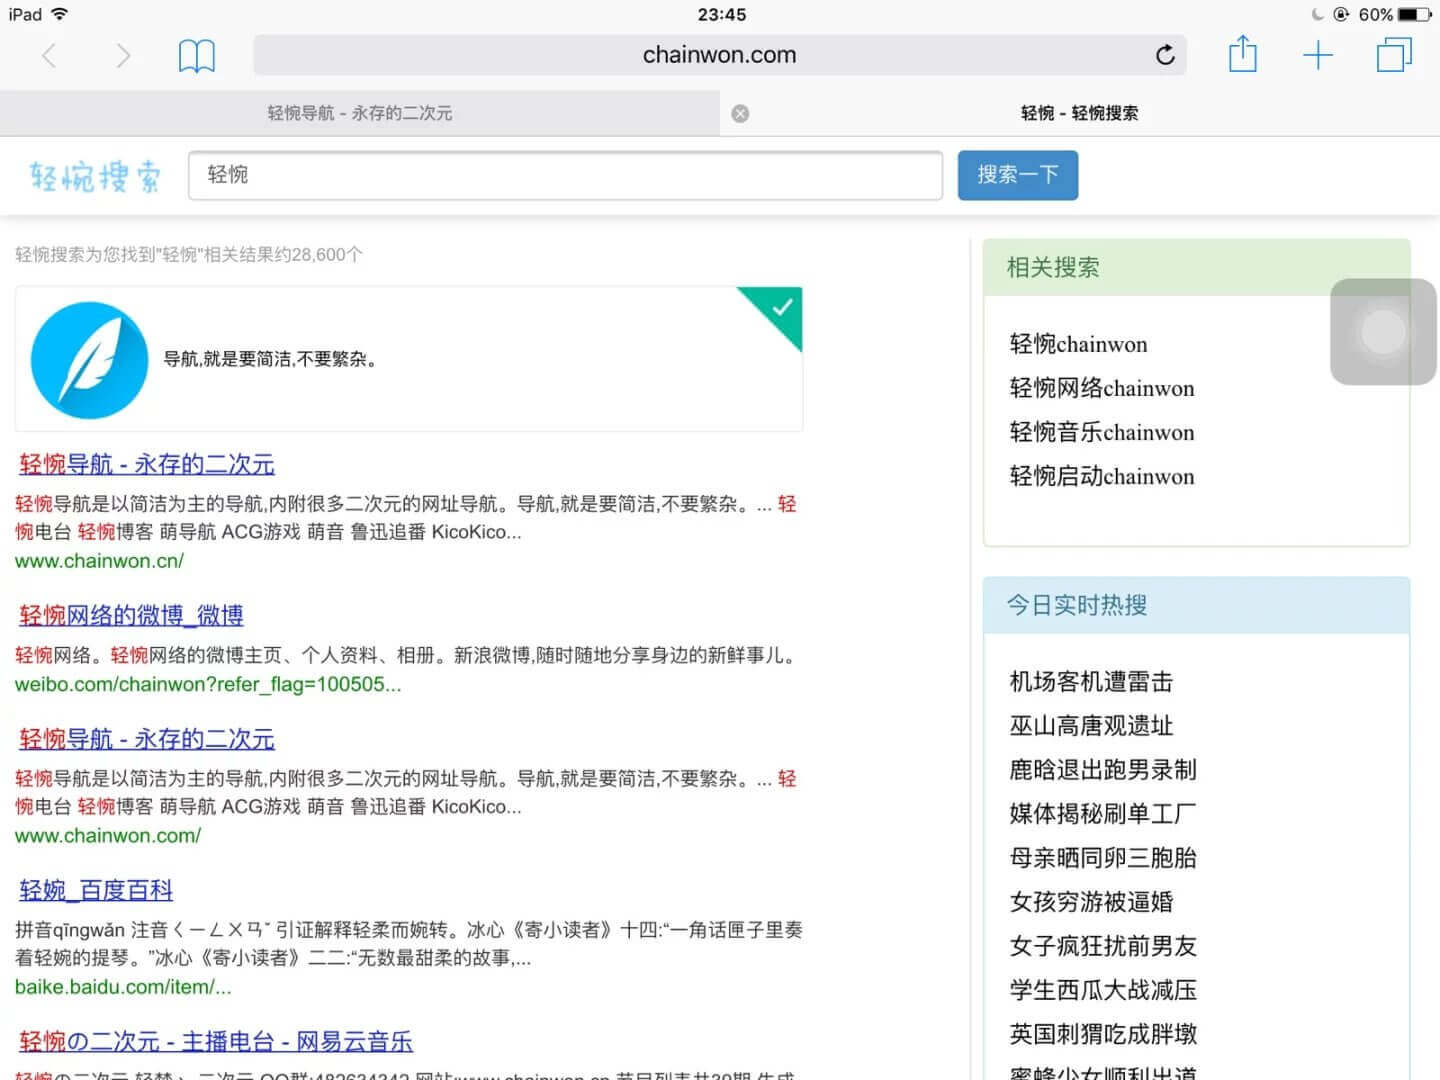 iPad
23:45
60%
chainwon.com
轻惋导航 - 永存的二次元
轻惋 - 轻惋搜索
轻惋搜索
轻惋
搜索一下
轻惋搜索为您找到"轻惋"相关结果约28,600个
导航,就是要简洁,不要繁杂。
轻惋导航 - 永存的二次元
轻惋导航是以简洁为主的导航,内附很多二次元的网址导航。导航,就是要简洁,不要繁杂。... 轻
惋电台 轻惋博客 萌导航 ACG游戏 萌音 鲁迅追番 KicoKico...
www.chainwon.cn/
轻惋网络的微博_微博
轻惋网络。轻惋网络的微博主页、个人资料、相册。新浪微博,随时随地分享身边的新鲜事儿。
weibo.com/chainwon?refer_flag=100505...
轻惋导航 - 永存的二次元
轻惋导航是以简洁为主的导航,内附很多二次元的网址导航。导航,就是要简洁,不要繁杂。... 轻
惋电台 轻惋博客 萌导航 ACG游戏 萌音 鲁迅追番 KicoKico...
www.chainwon.com/
轻婉_百度百科
拼音qīngwǎn 注音ㄑㄧㄥㄨㄢˇ 引证解释轻柔而婉转。冰心《寄小读者》十四:“一角话匣子里奏
着轻婉的提琴。”冰心《寄小读者》二二:“无数最甜柔的故事,...
baike.baidu.com/item/...
轻惋の二次元 - 主播电台 - 网易云音乐
相关搜索
轻惋chainwon
轻惋网络chainwon
轻惋音乐chainwon
轻惋启动chainwon
今日实时热搜
机场客机遭雷击
巫山高唐观遗址
鹿晗退出跑男录制
媒体揭秘刷单工厂
母亲晒同卵三胞胎
女孩穷游被逼婚
女子疯狂扰前男友
学生西瓜大战减压
英国刺猬吃成胖墩
蜜蜂少女顺利出道